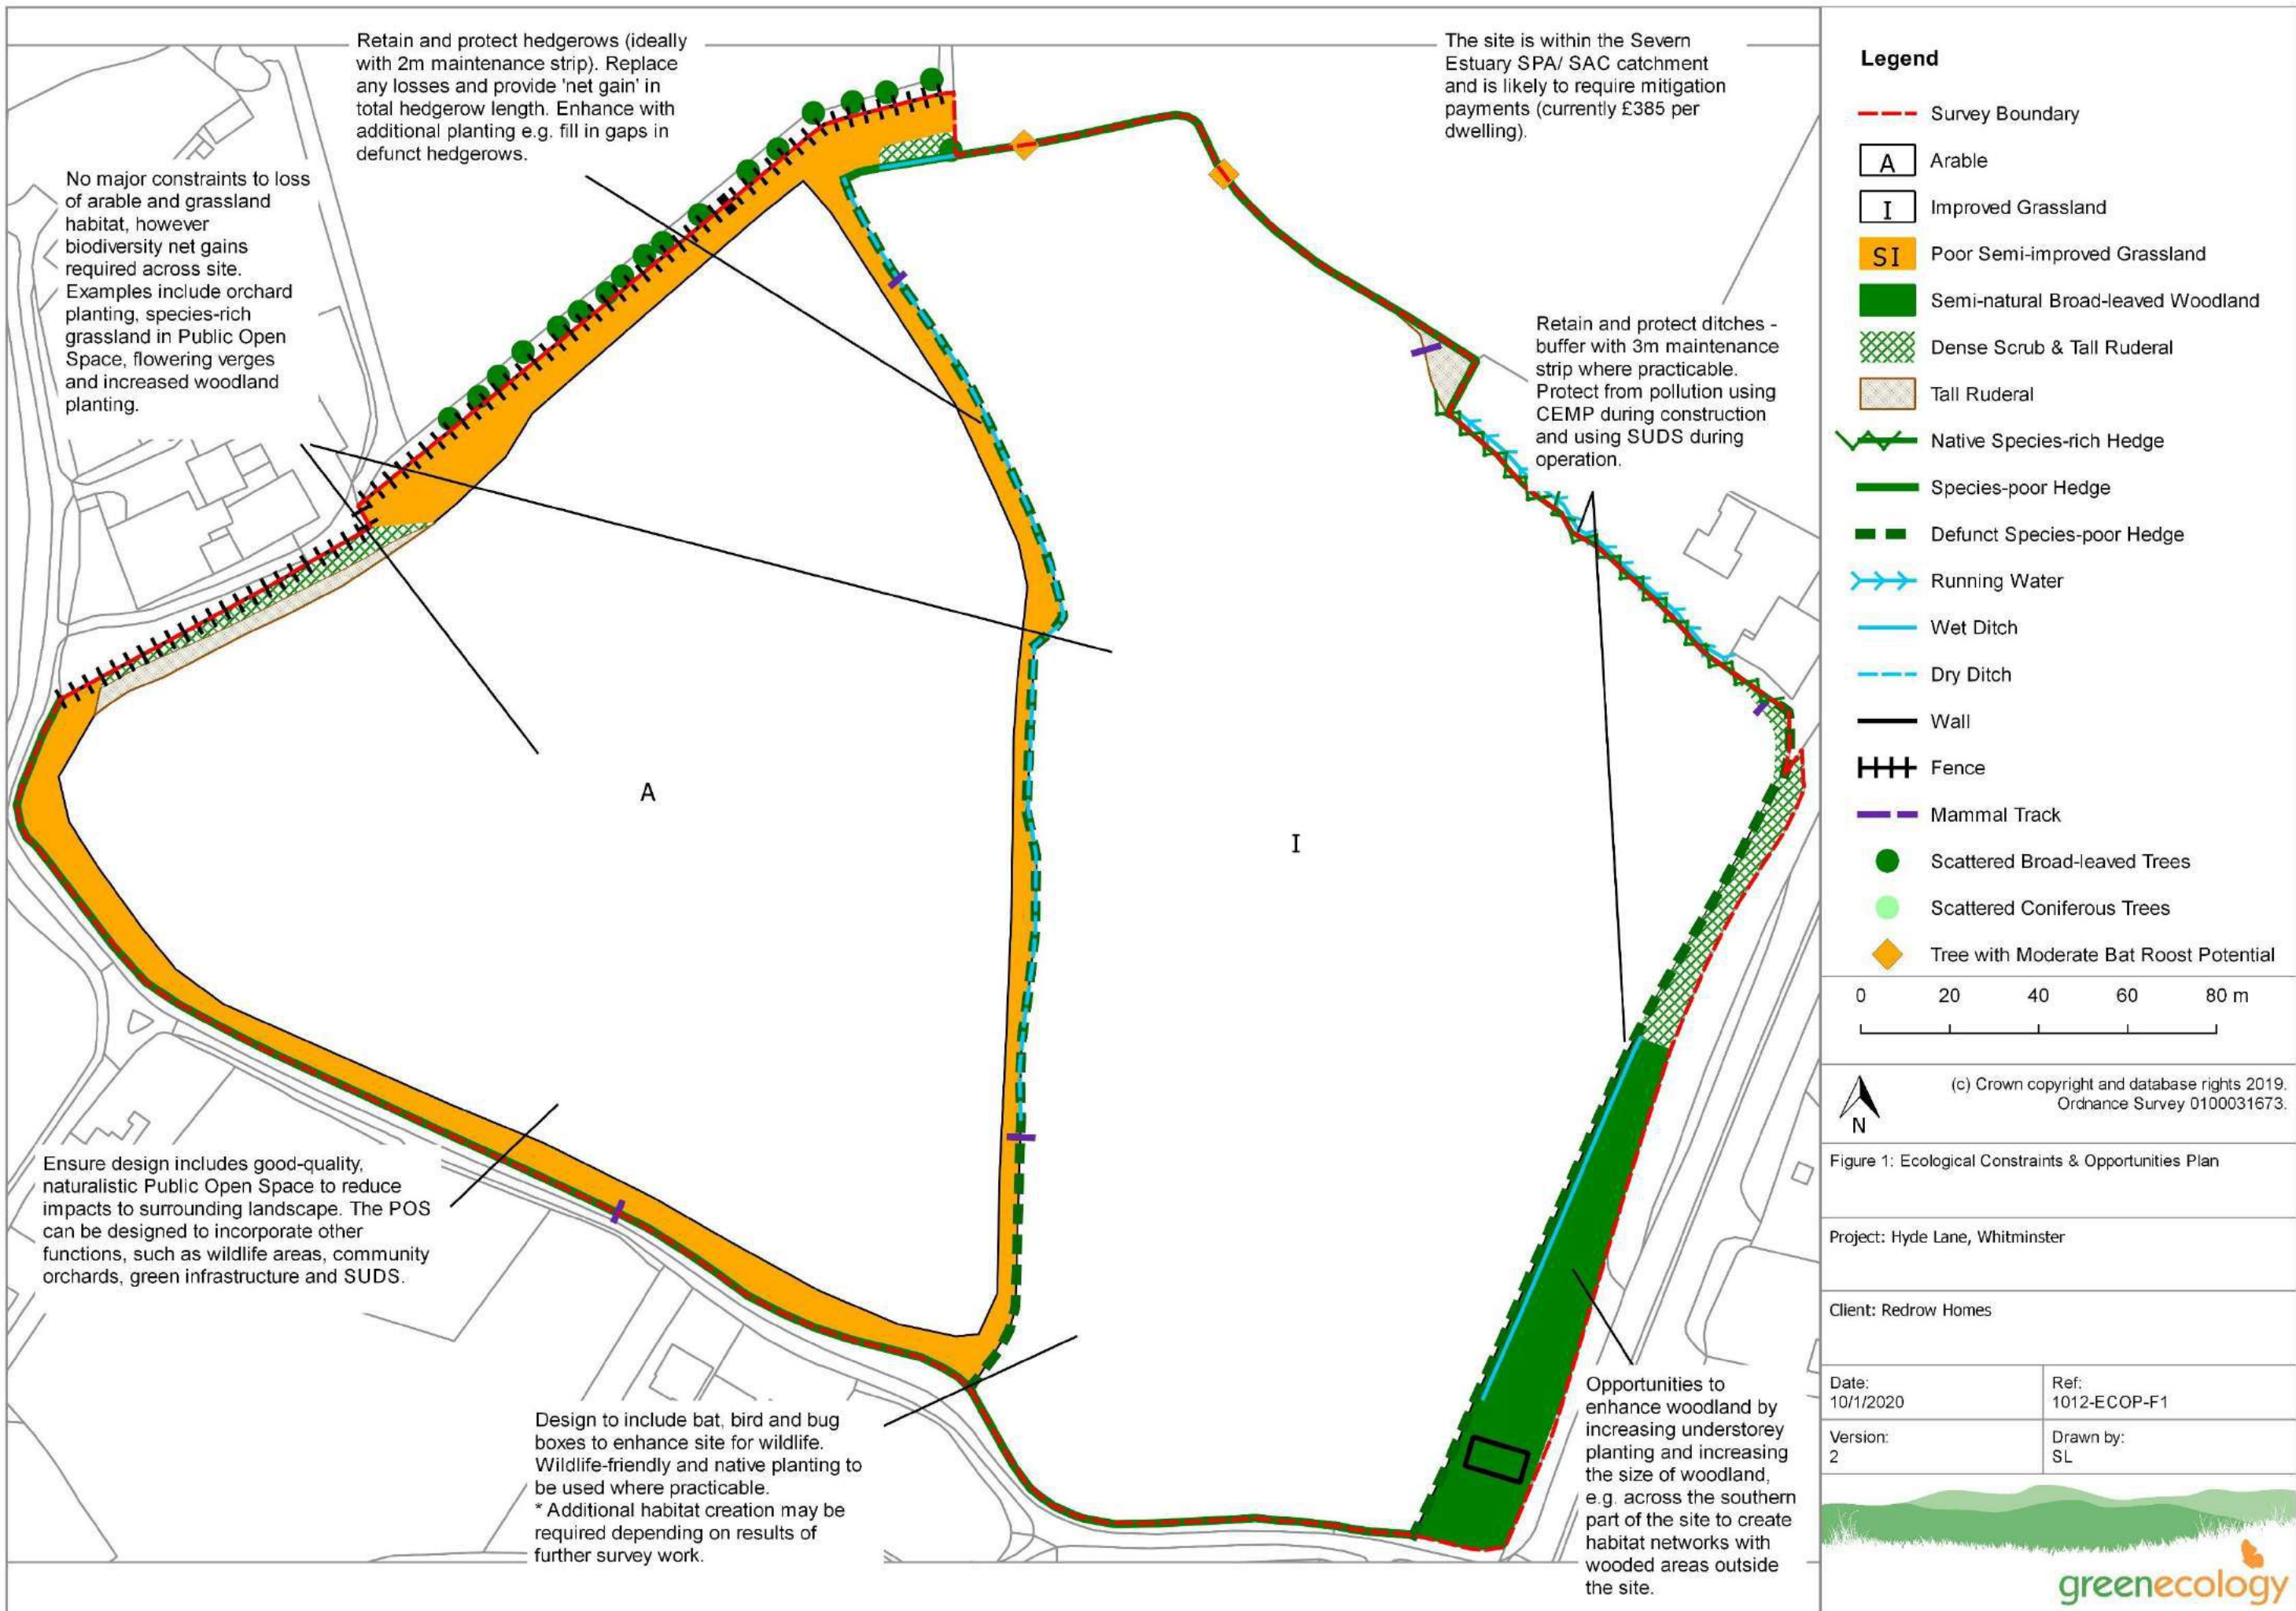 Retain and protect hedgerows (ideally
with 2m maintenance strip). Replace
any losses and provide 'net gain' in
total hedgerow length. Enhance with
additional planting e.g. fill in gaps in
defunct hedgerows.
The site is within the Severn
Estuary SPA/ SAC catchment
and is likely to require mitigation
payments (currently £385 per
dwelling).
No major constraints to loss
of arable and grassland
habitat, however
biodiversity net gains
required across site.
Examples include orchard
planting, species-rich
grassland in Public Open
Space, flowering verges
and increased woodland
planting.
Retain and protect ditches -
buffer with 3m maintenance
strip where practicable.
Protect from pollution using
CEMP during construction
and using SUDS during
operation.
A
I
Ensure design includes good-quality,
naturalistic Public Open Space to reduce
impacts to surrounding landscape. The POS
can be designed to incorporate other
functions, such as wildlife areas, community
orchards, green infrastructure and SUDS.
Design to include bat, bird and bug
boxes to enhance site for wildlife.
Wildlife-friendly and native planting to
be used where practicable.
* Additional habitat creation may be
required depending on results of
further survey work.
Opportunities to
enhance woodland by
increasing understorey
planting and increasing
the size of woodland,
e.g. across the southern
part of the site to create
habitat networks with
wooded areas outside
the site.
Legend
Survey Boundary
A Arable
I Improved Grassland
SI Poor Semi-improved Grassland
Semi-natural Broad-leaved Woodland
Dense Scrub & Tall Ruderal
Tall Ruderal
Native Species-rich Hedge
Species-poor Hedge
Defunct Species-poor Hedge
Running Water
Wet Ditch
Dry Ditch
Wall
Fence
Mammal Track
Scattered Broad-leaved Trees
Scattered Coniferous Trees
Tree with Moderate Bat Roost Potential
0 20 40 60 80 m
N
(c) Crown copyright and database rights 2019.
Ordnance Survey 0100031673.
Figure 1: Ecological Constraints & Opportunities Plan
Project: Hyde Lane, Whitminster
Client: Redrow Homes
Date:
10/1/2020
Ref:
1012-ECOP-F1
Version:
2
Drawn by:
SL
greenecology